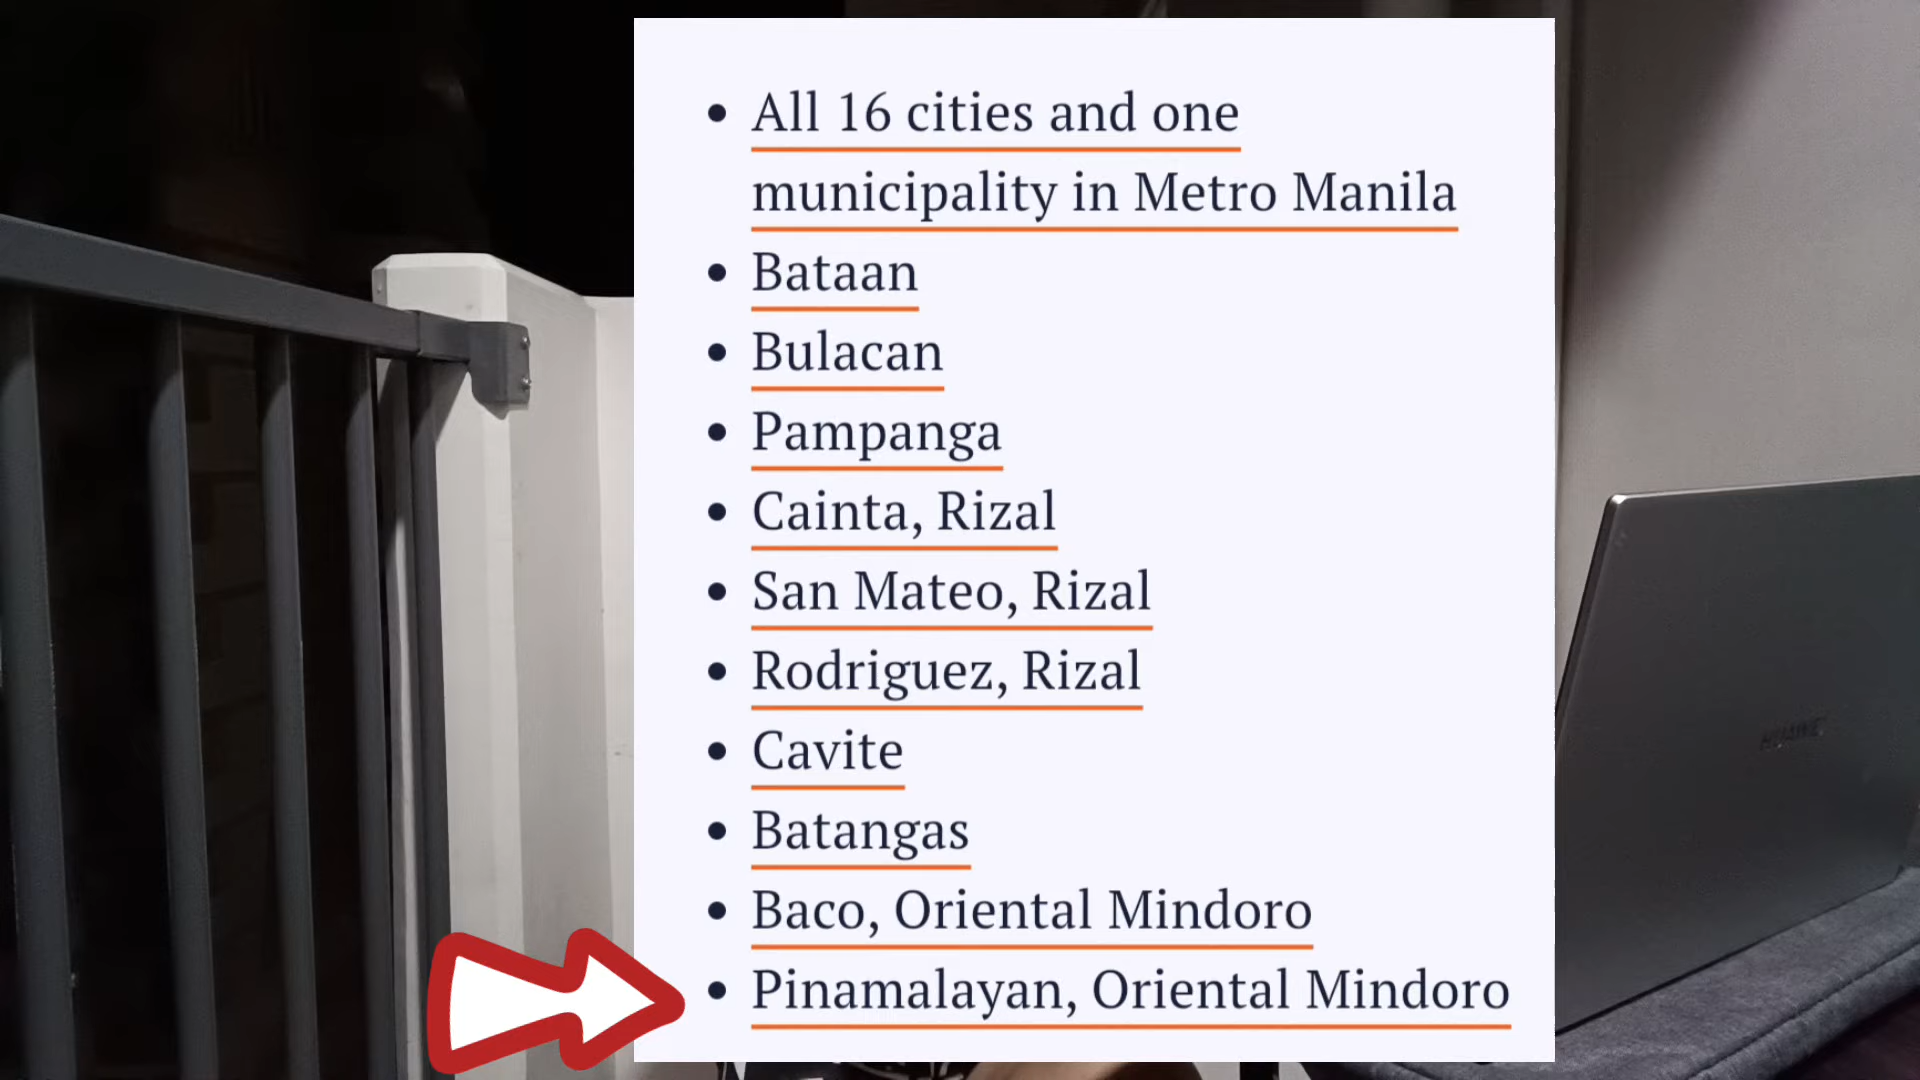 • All 16 cities and one
municipality in Metro Manila
• Bataan
• Bulacan
• Pampanga
• Cainta, Rizal
• San Mateo, Rizal
• Rodriguez, Rizal
• Cavite
• Batangas
• Baco, Oriental Mindoro
• Pinamalayan, Oriental Mindoro
HUAWEI